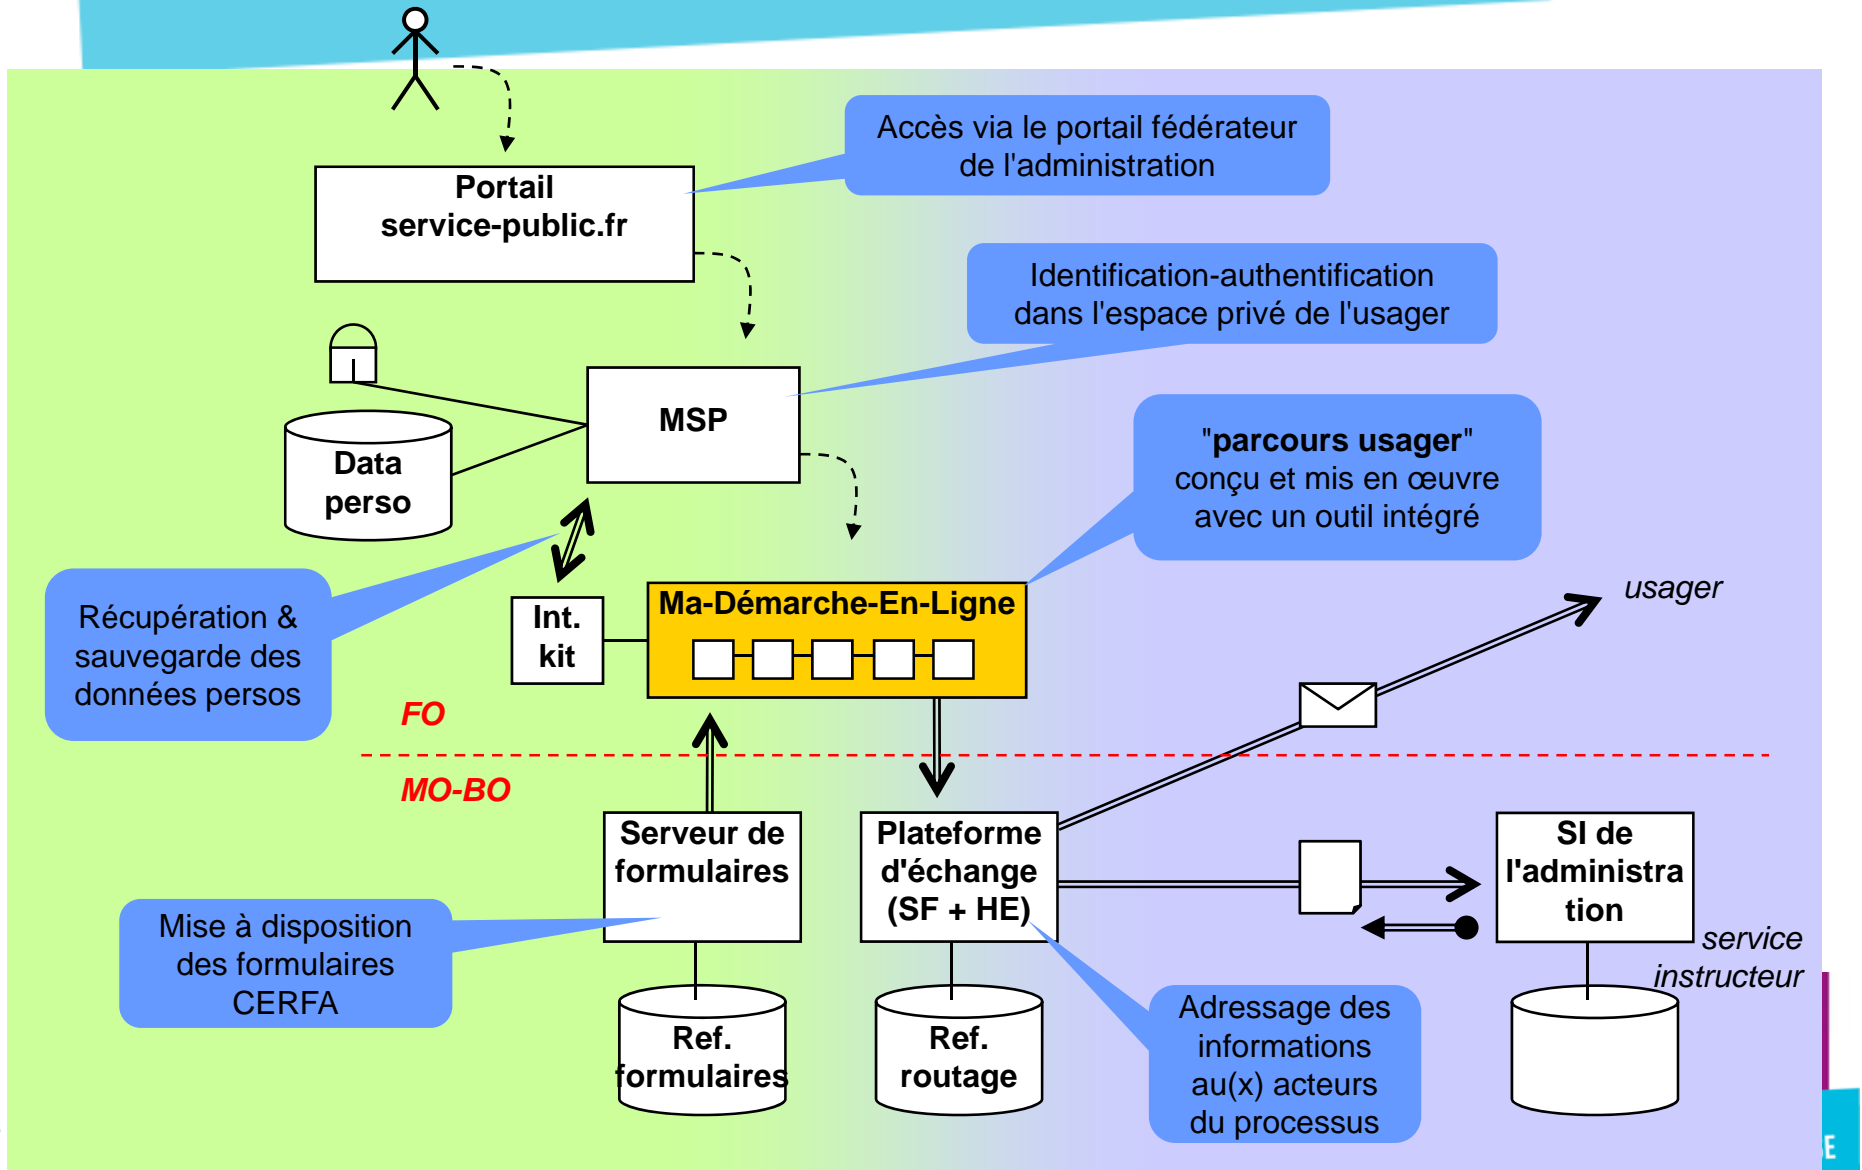 Accès via le portail fédérateur
de l'administration
Portail
service-public.fr
Identification-authentification
dans l'espace privé de l'usager
MSP
Data
perso
"parcours usager"
conçu et mis en œuvre
avec un outil intégré
Récupération &
sauvegarde des
données persos
Int.
kit
Ma-Démarche-En-Ligne
usager
FO
MO-BO
Serveur de
formulaires
Plateforme
d'échange
(SF + HE)
SI de
l'administra
tion
service
instructeur
Mise à disposition
des formulaires
CERFA
Ref.
formulaires
Ref.
routage
Adressage des
informations
au(x) acteurs
du processus